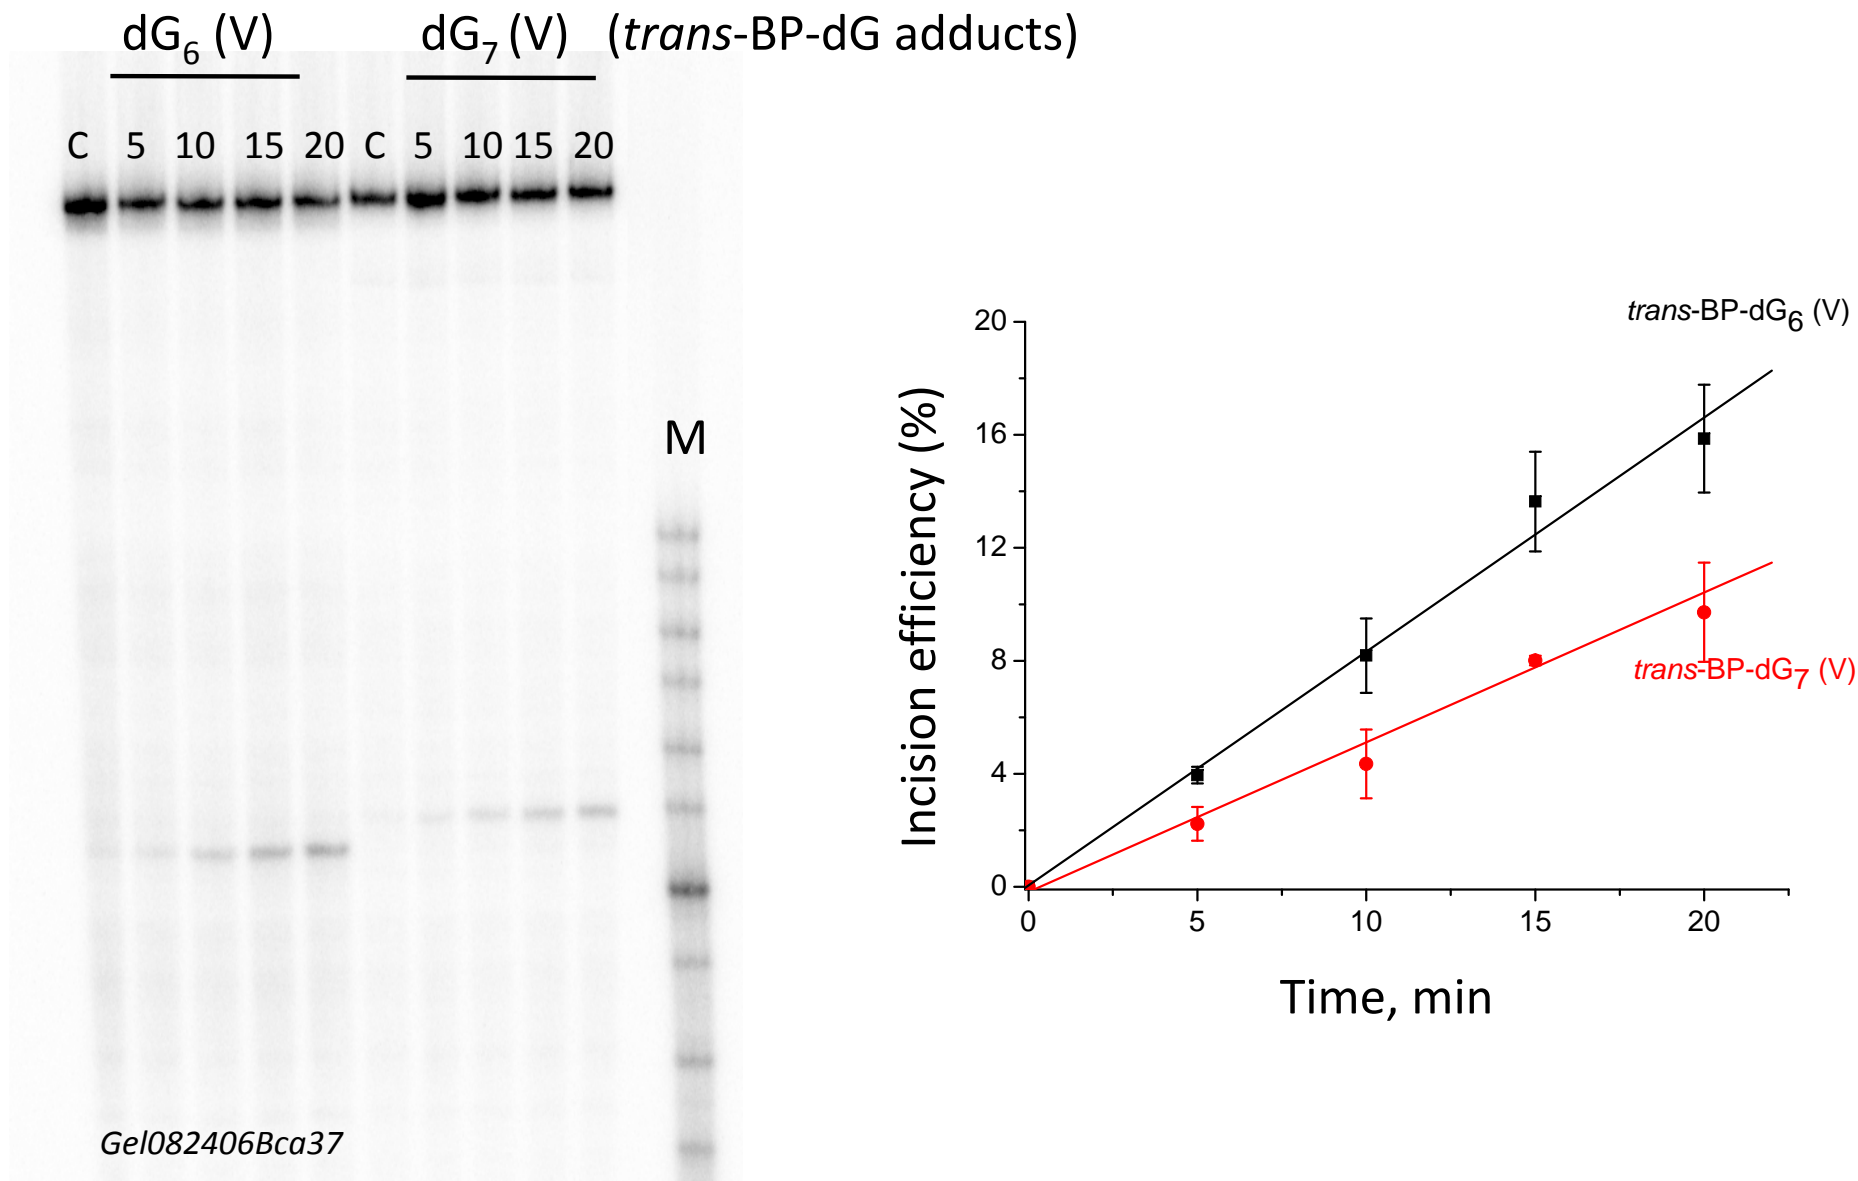 dG6 (V) dG7 (V) (trans-BP-dG adducts)
C 5 10 15 20 C 5 10 15 20
M
Gel082406Bca37
trans-BP-dG6 (V)
trans-BP-dG7 (V)
Incision efficiency (%)
20
16
12
8
4
0
0 5 10 15 20
Time, min